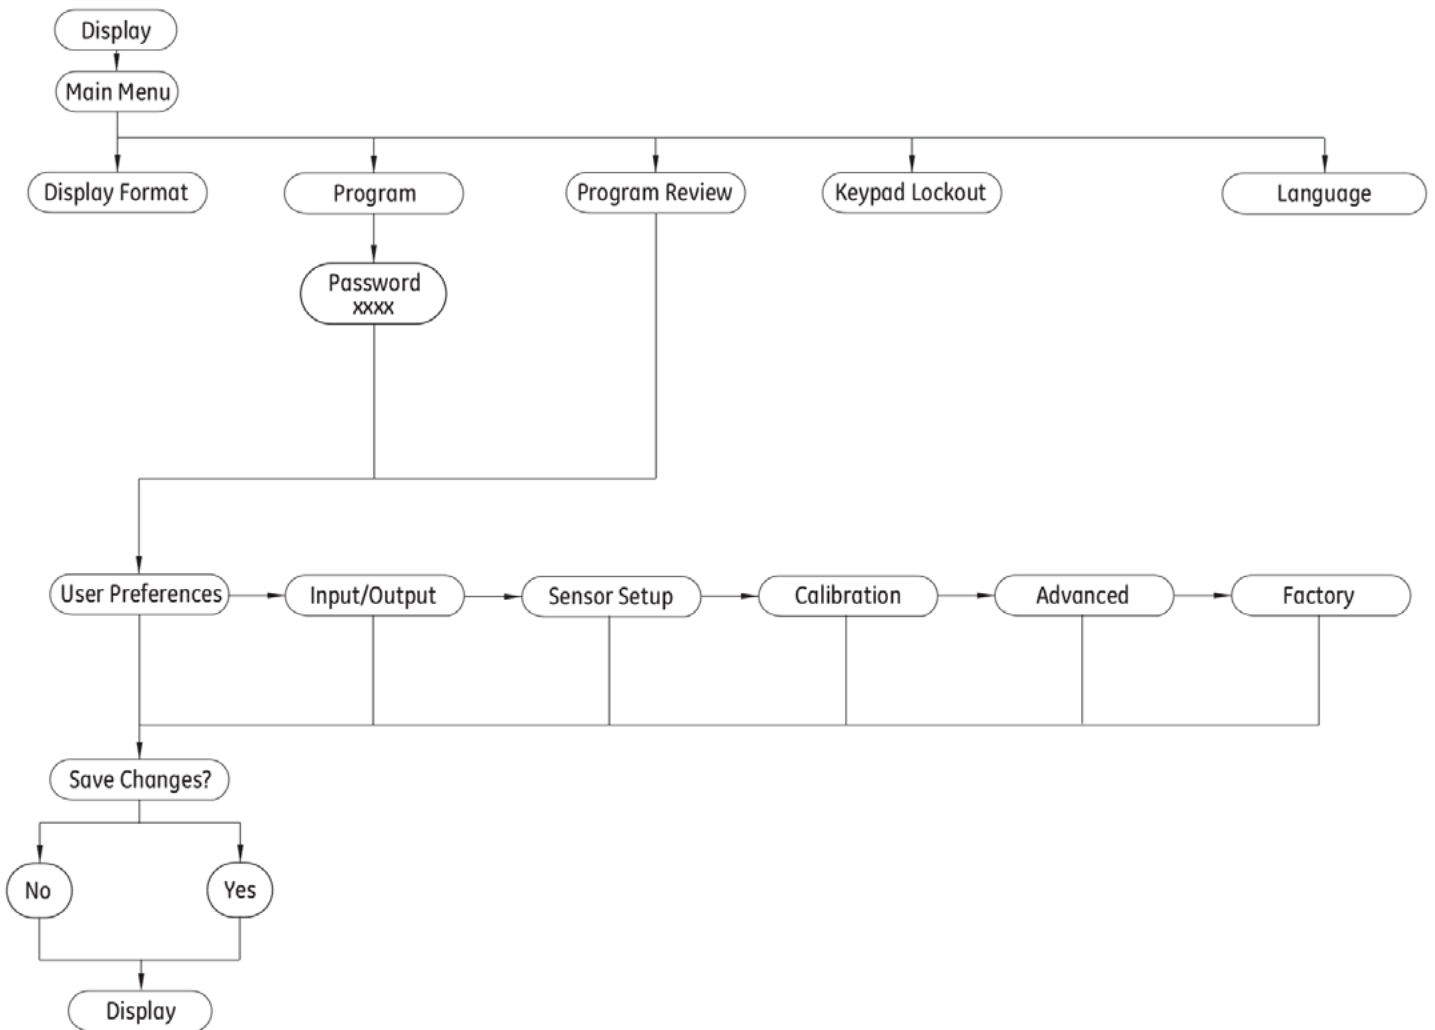 Display
Main Menu
Display Format
Program
Program Review
Keypad Lockout
Language
Password
xxxx
User Preferences
Input/Output
Sensor Setup
Calibration
Advanced
Factory
Save Changes?
No
Yes
Display